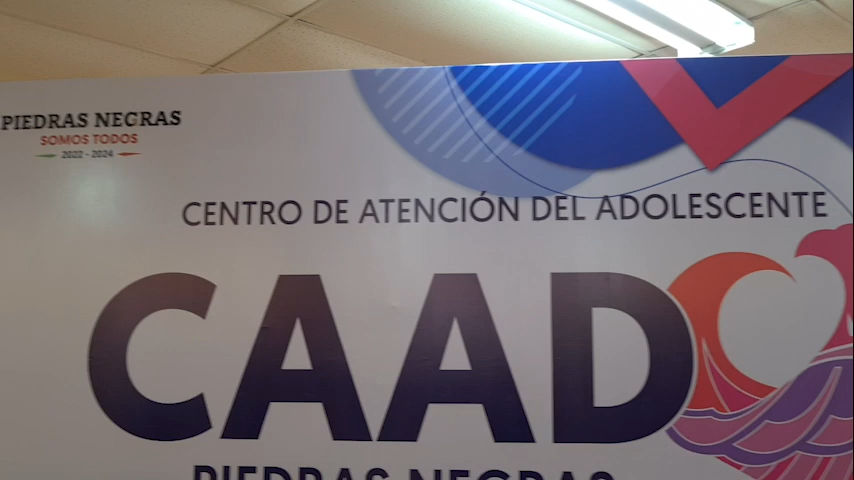 PIEDRAS NEGRAS
SOMOS TODOS
2022 - 2024
CENTRO DE ATENCIÓN DEL ADOLESCENTE
CAAD
PIEDRAS NEGRAS